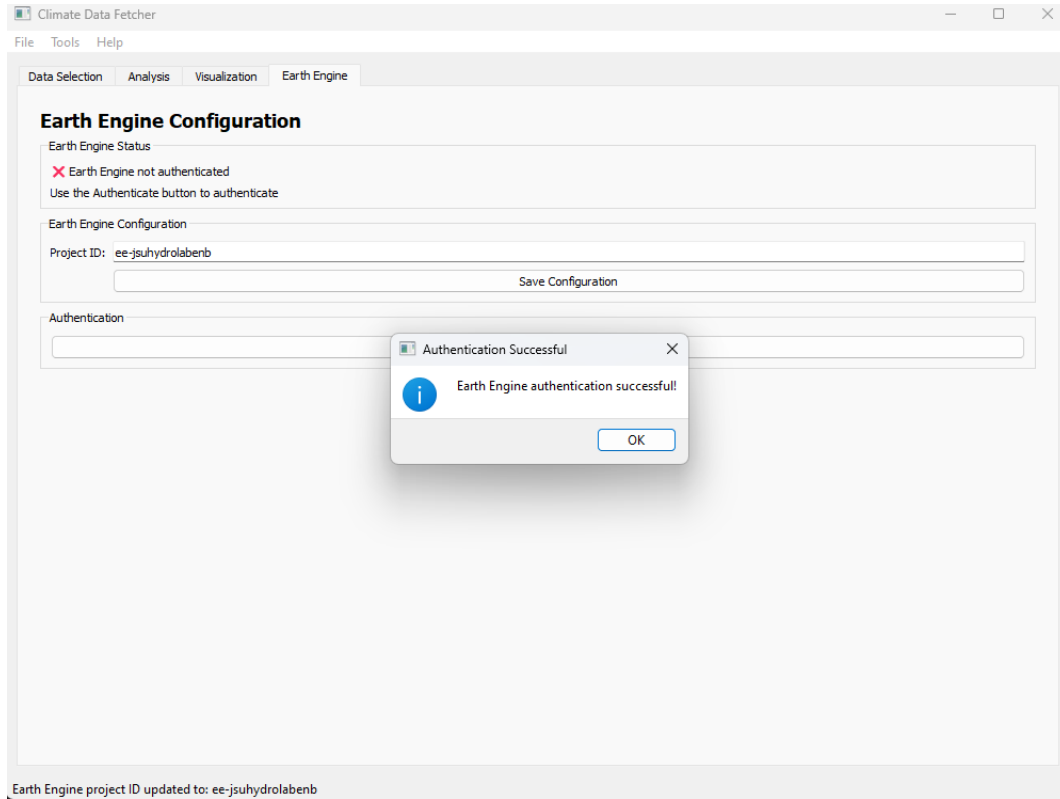 Climate Data Fetcher
File Tools Help
Data Selection Analysis Visualization Earth Engine
Earth Engine Configuration
Earth Engine Status
❌ Earth Engine not authenticated
Use the Authenticate button to authenticate
Earth Engine Configuration
Project ID: ee-jsuhydrolabenb
Save Configuration
Authentication
Authentication Successful
Earth Engine authentication successful!
OK
Earth Engine project ID updated to: ee-jsuhydrolabenb